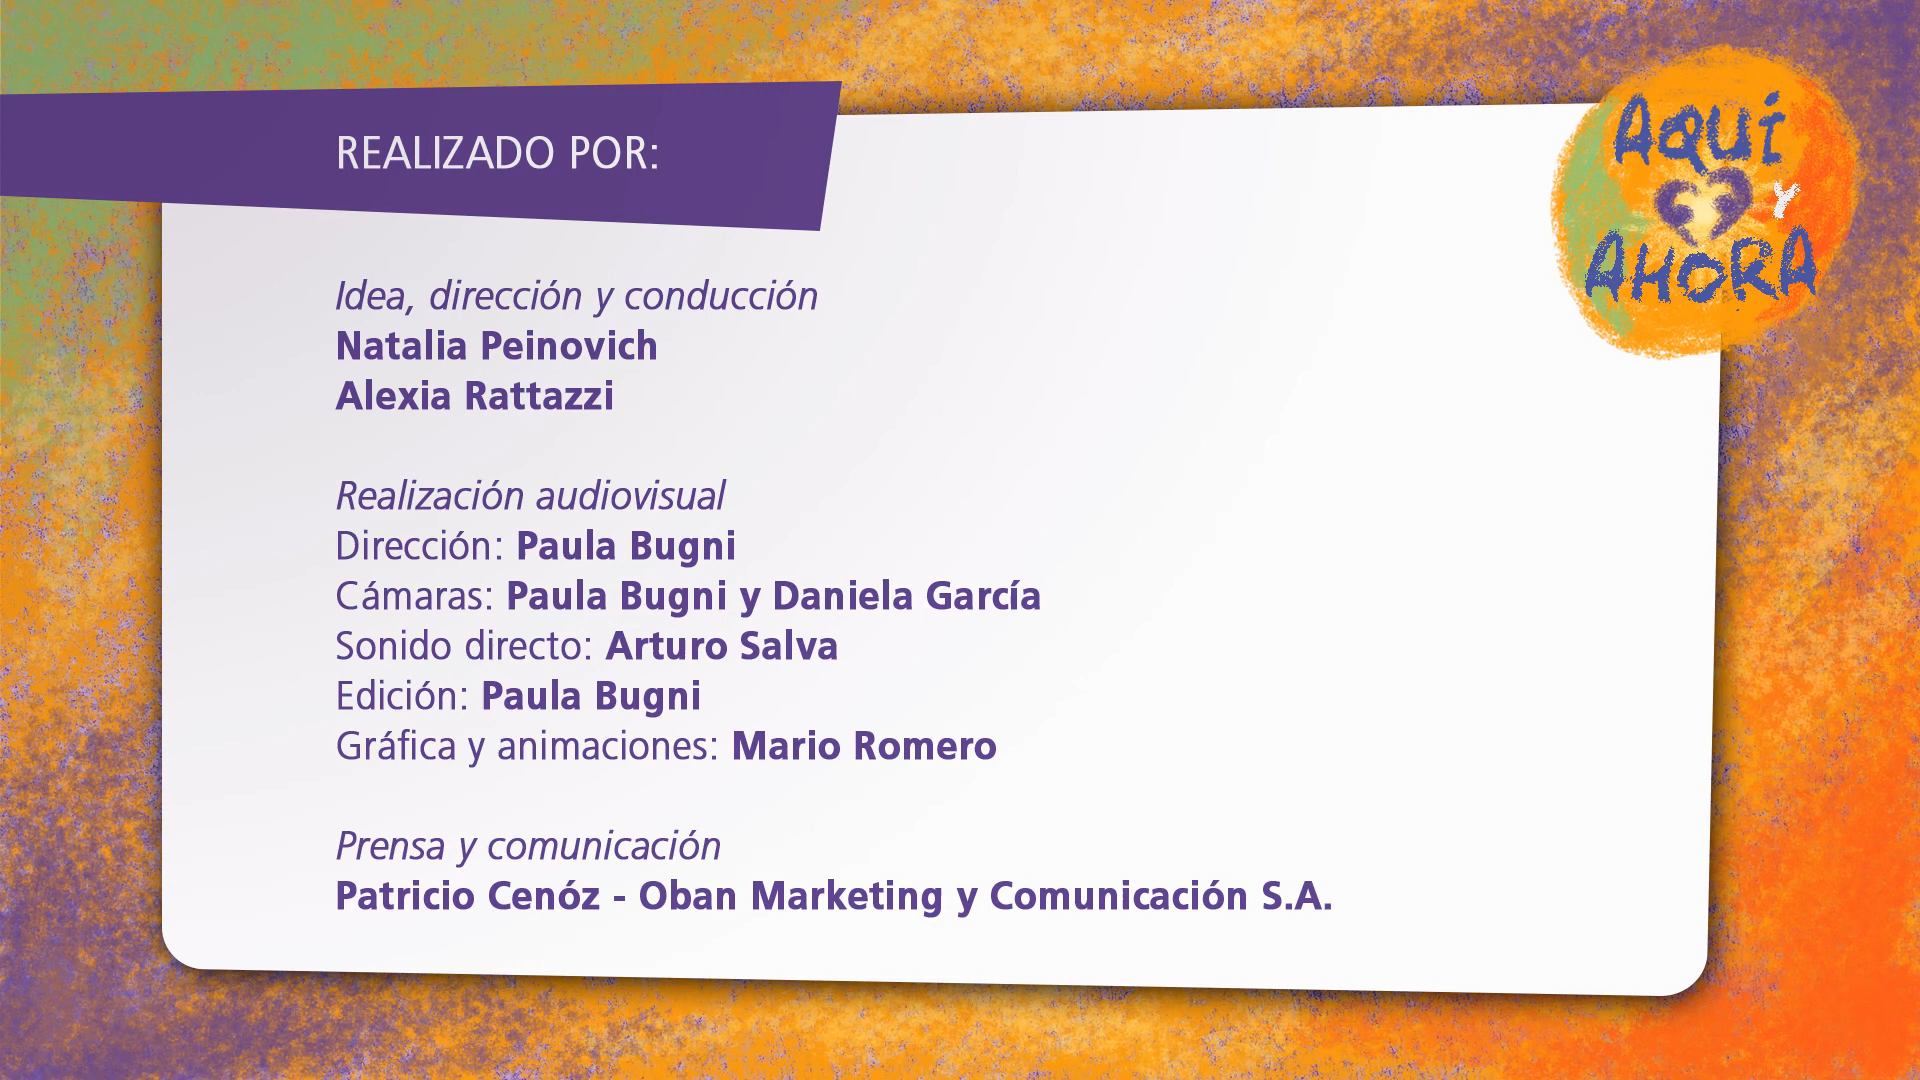 REALIZADO POR:
Aquí
y
AHORA
Idea, dirección y conducción
Natalia Peinovich
Alexia Rattazzi
Realización audiovisual
Dirección: Paula Bugni
Cámaras: Paula Bugni y Daniela García
Sonido directo: Arturo Salva
Edición: Paula Bugni
Gráfica y animaciones: Mario Romero
Prensa y comunicación
Patricio Cenóz - Oban Marketing y Comunicación S.A.